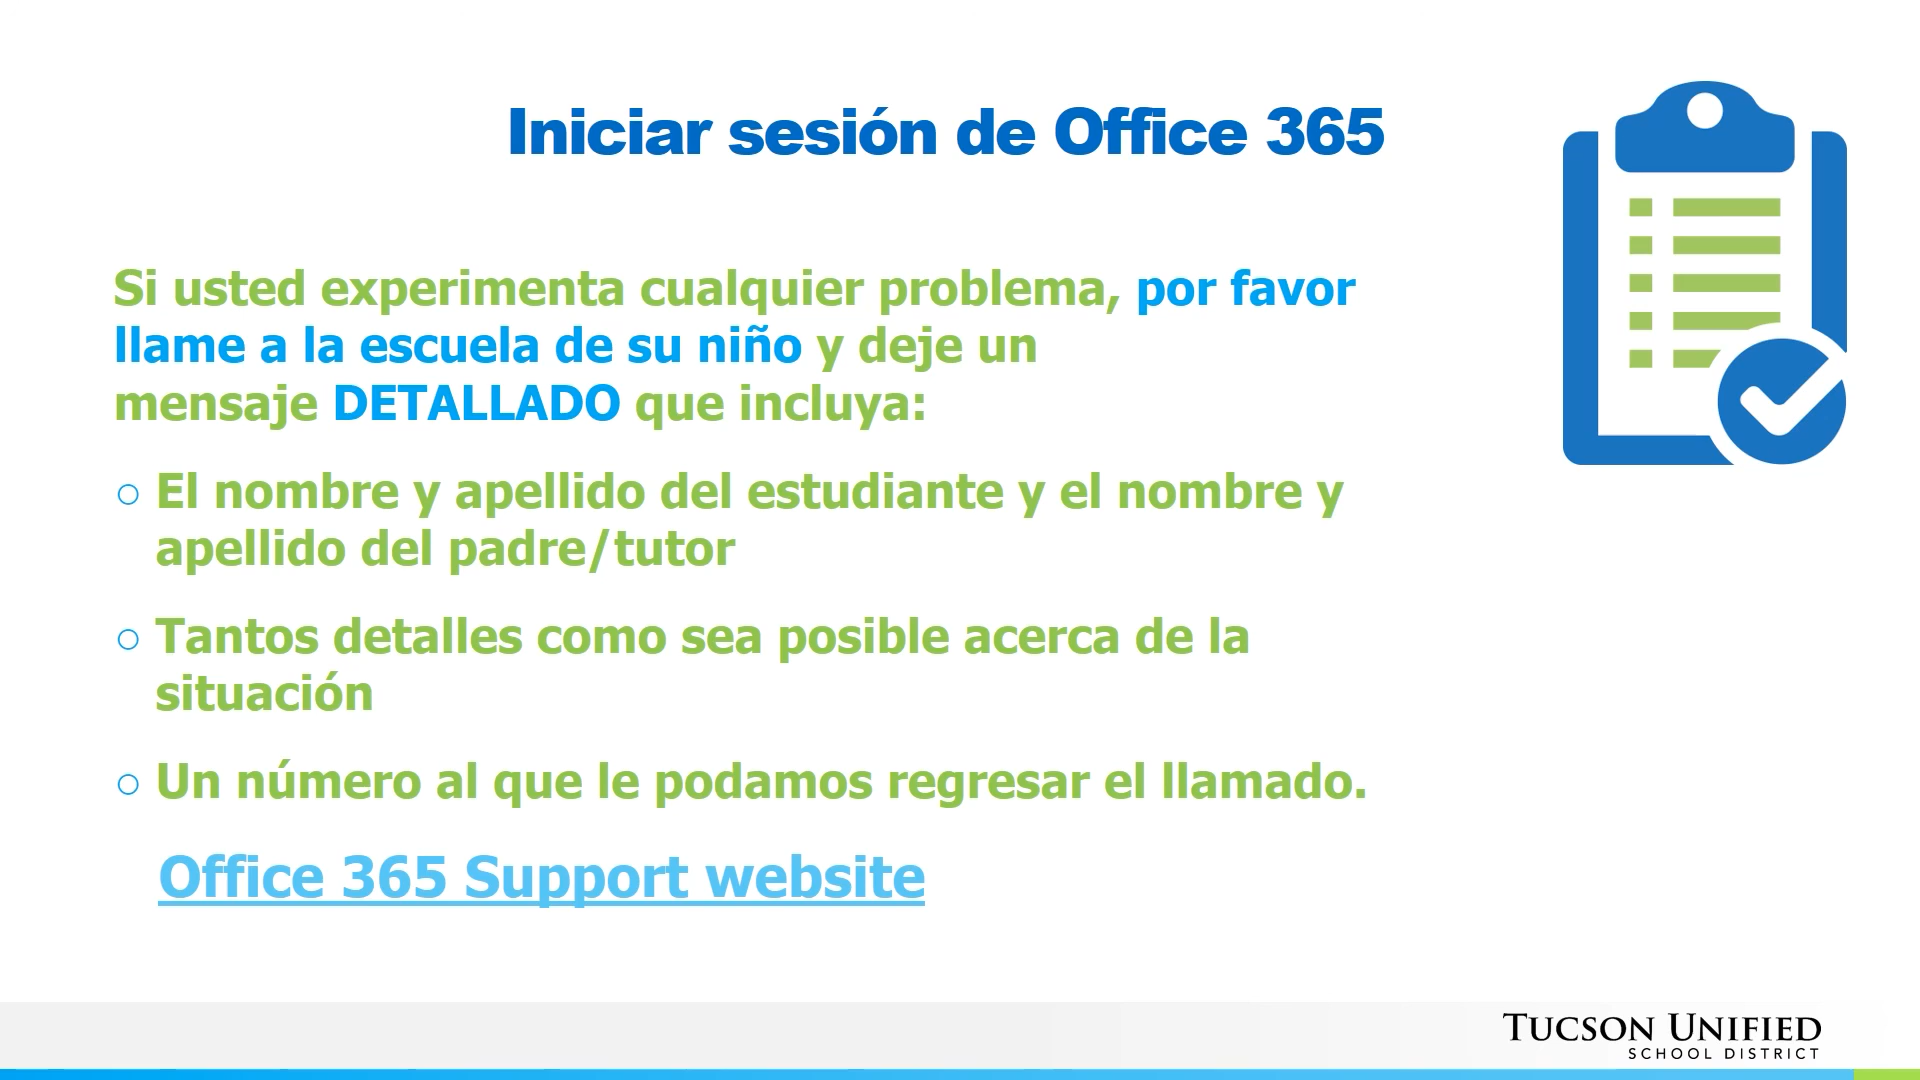 Iniciar sesión de Office 365
Si usted experimenta cualquier problema, por favor
llame a la escuela de su niño y deje un
mensaje DETALLADO que incluya:
○ El nombre y apellido del estudiante y el nombre y
apellido del padre/tutor
○ Tantos detalles como sea posible acerca de la
situación
○ Un número al que le podamos regresar el llamado.
Office 365 Support website
TUCSON UNIFIED
SCHOOL DISTRICT